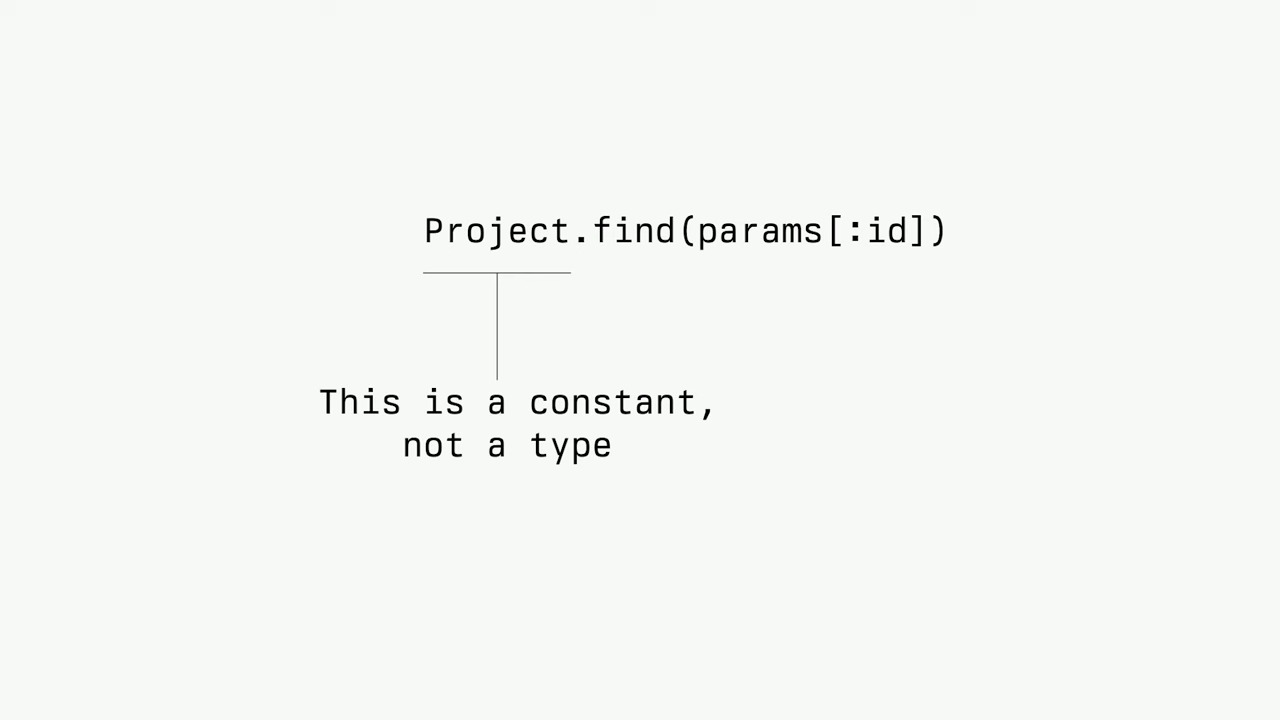 Project.find(params[:id])
This is a constant,
not a type